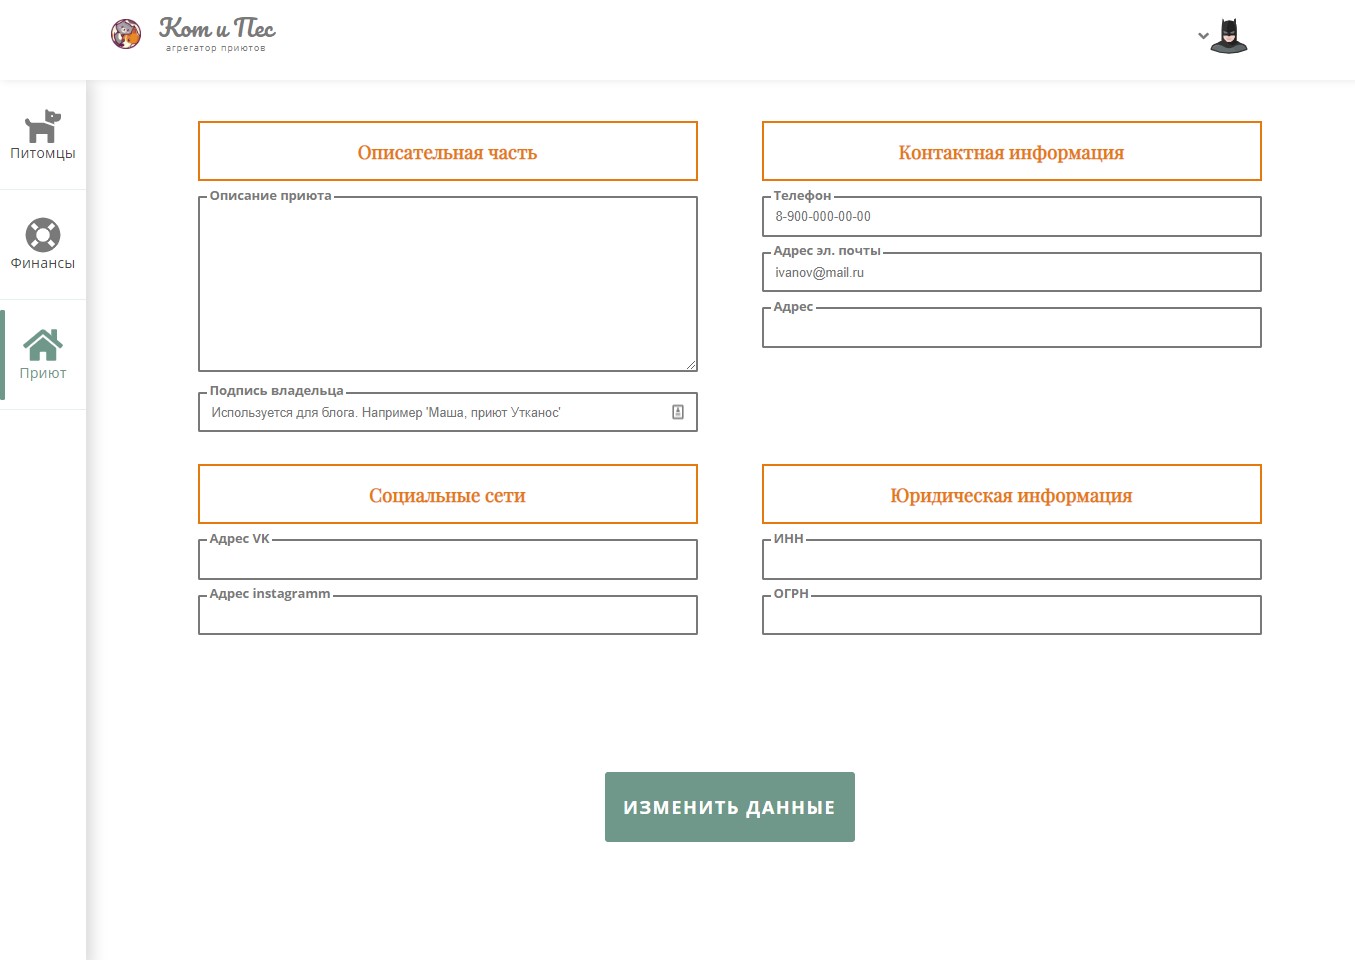 Кот и Пес
агрегатор приютов
Питомцы
Финансы
Приют
Описательная часть
Описание приюта
Подпись владельца
Используется для блога. Например 'Маша, приют Утканос'
Контактная информация
Телефон
8-900-000-00-00
Адрес эл. почты
ivanov@mail.ru
Адрес
Социальные сети
Адрес VK
Адрес instagramm
Юридическая информация
ИНН
ОГРН
ИЗМЕНИТЬ ДАННЫЕ